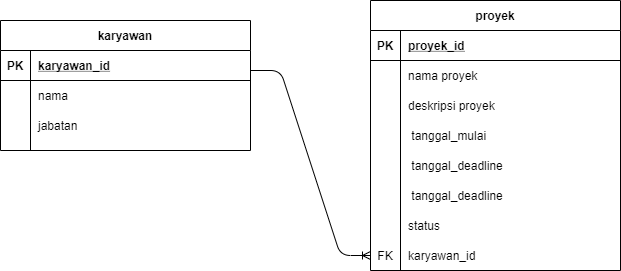 karyawan
PK karyawan_id
nama
jabatan
proyek
PK proyek_id
nama proyek
deskripsi proyek
tanggal_mulai
tanggal_deadline
tanggal_deadline
status
FK karyawan_id